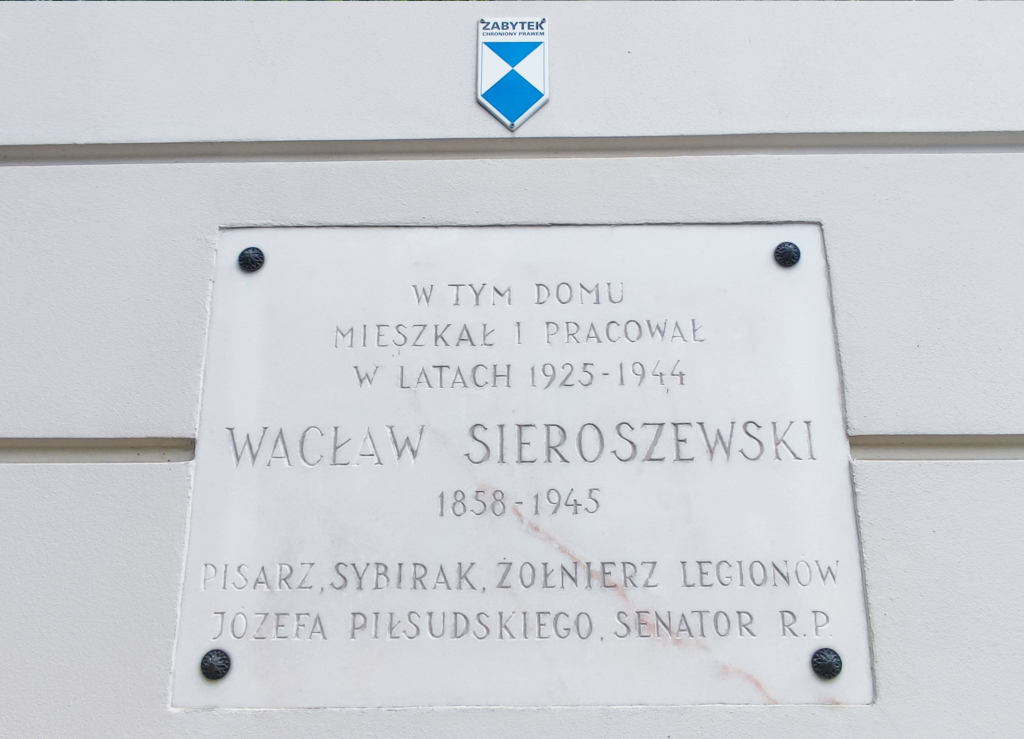 ZABYTEK
CHRONIONY PRAWEM
W TYM DOMU
MIESZKAŁ I PRACOWAŁ
W LATACH 1925-1944
WACŁAW SIEROSZEWSKI
1858-1945
PISARZ, SYBIRAK, ŻOŁNIERZ LEGIONÓW
JÓZEFA PIŁSUDSKIEGO, SENATOR R.P.